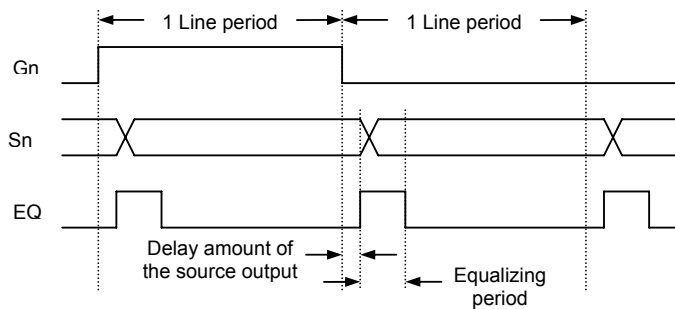 1 Line period
1 Line period
Gn
Sn
EQ
Delay amount of
the source output
Equalizing
period